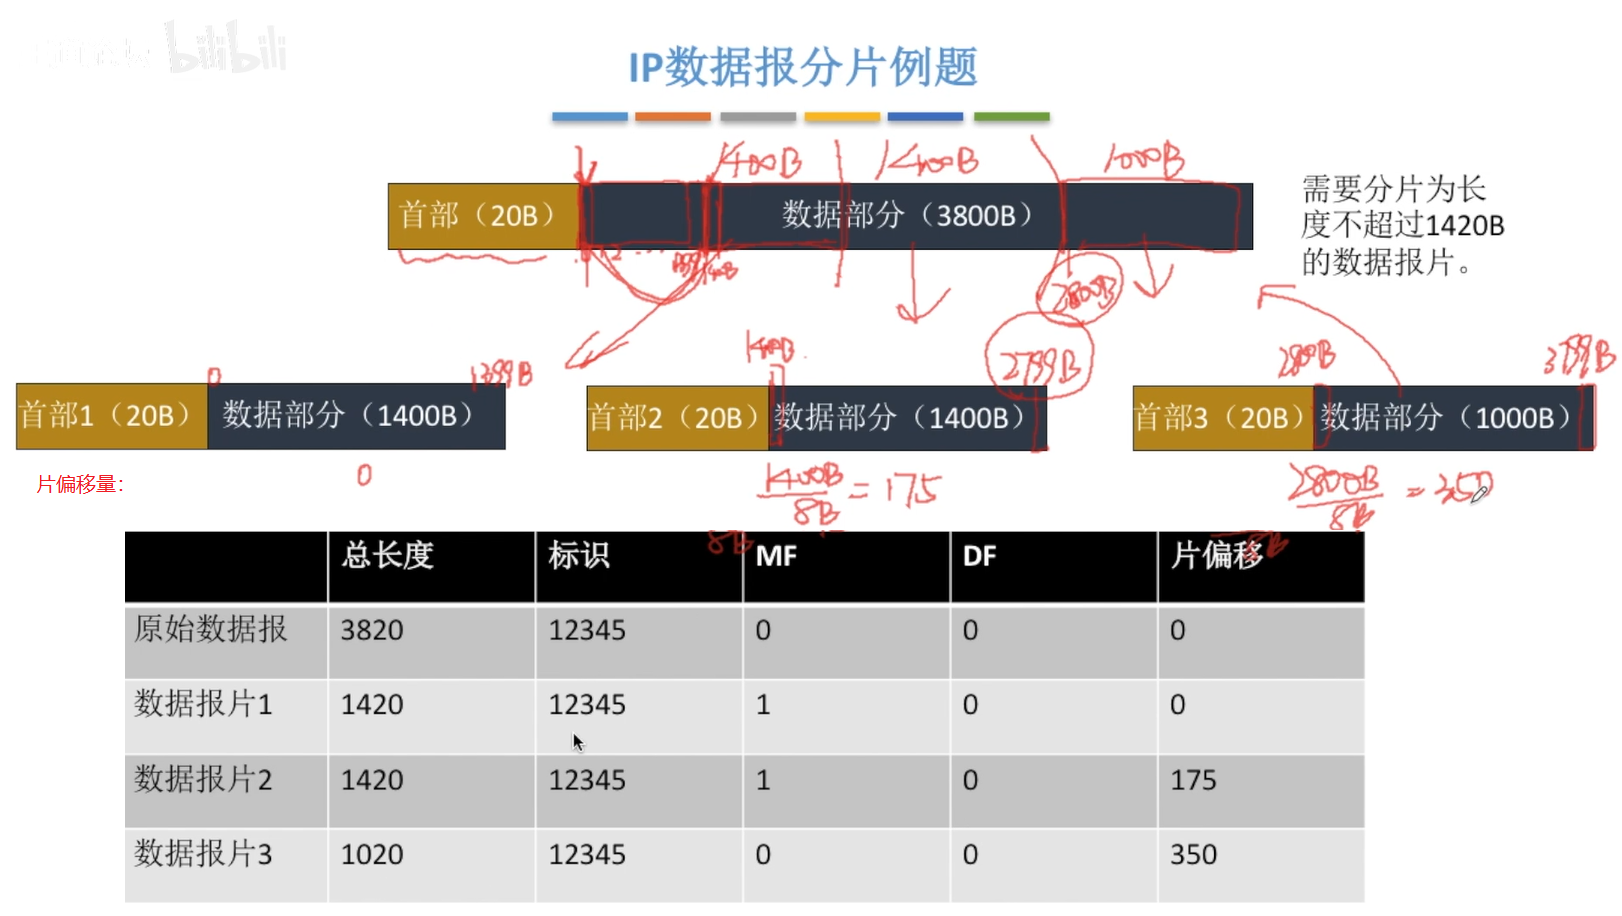 bilibili
IP数据报分片例题
1400B 1400B 1000B
首部（20B） 数据部分（3800B）
需要分片为长
度不超过1420B
的数据报片。
2800B
0 1399B 1400B 2799B 2800B 3799B
首部1（20B） 数据部分（1400B） 首部2（20B） 数据部分（1400B） 首部3（20B） 数据部分（1000B）
片偏移量: 0 1400B/8B = 175 2800B/8B = 350
8B 8B
总长度 标识 MF DF 片偏移
原始数据报 3820 12345 0 0 0
数据报片1 1420 12345 1 0 0
数据报片2 1420 12345 1 0 175
数据报片3 1020 12345 0 0 350